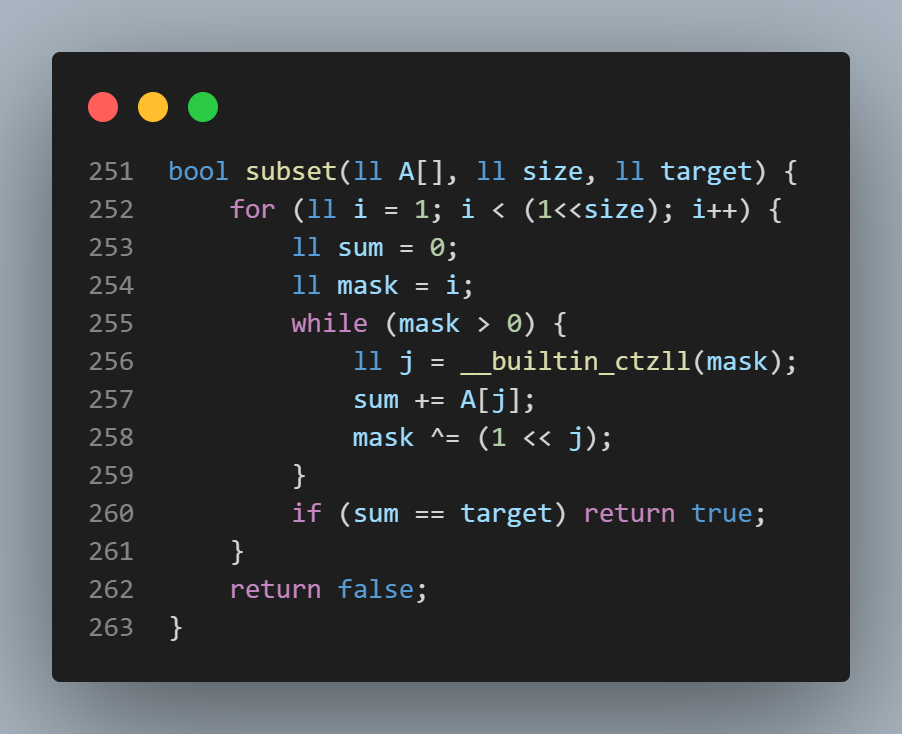 251 bool subset(ll A[], ll size, ll target) {
252     for (ll i = 1; i < (1<<size); i++) {
253         ll sum = 0;
254         ll mask = i;
255         while (mask > 0) {
256             ll j = __builtin_ctzll(mask);
257             sum += A[j];
258             mask ^= (1 << j);
259         }
260         if (sum == target) return true;
261     }
262     return false;
263 }